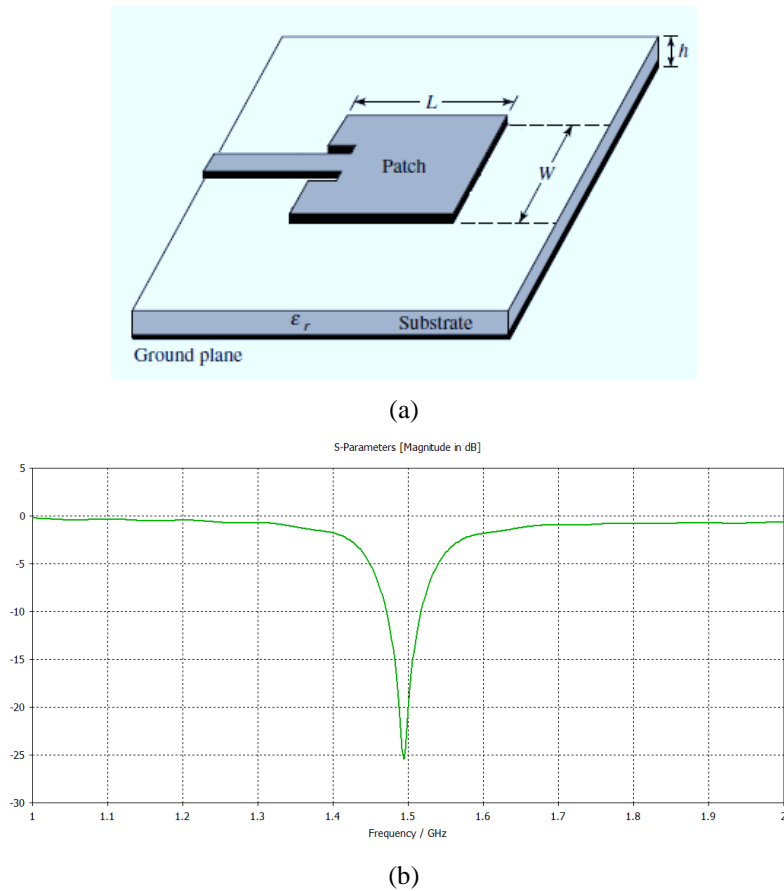 h
L
Patch
W
ε r
Substrate
Ground plane
(a)
S-Parameters [Magnitude in dB]
5
0
-5
-10
-15
-20
-25
-30
1 1.1 1.2 1.3 1.4 1.5 1.6 1.7 1.8 1.9 2
Frequency / GHz
(b)